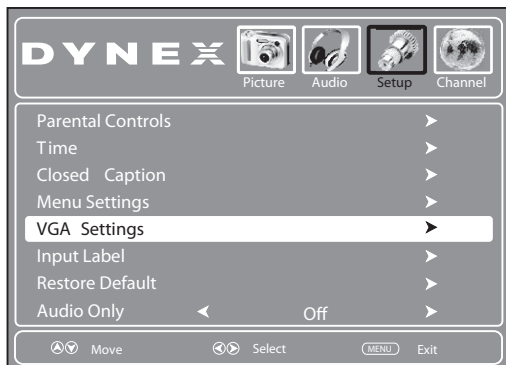 DYNEX
Picture Audio Setup Channel
Parental Controls
Time
Closed Caption
Menu Settings
VGA Settings
Input Label
Restore Default
Audio Only Off
Move Select MENU Exit